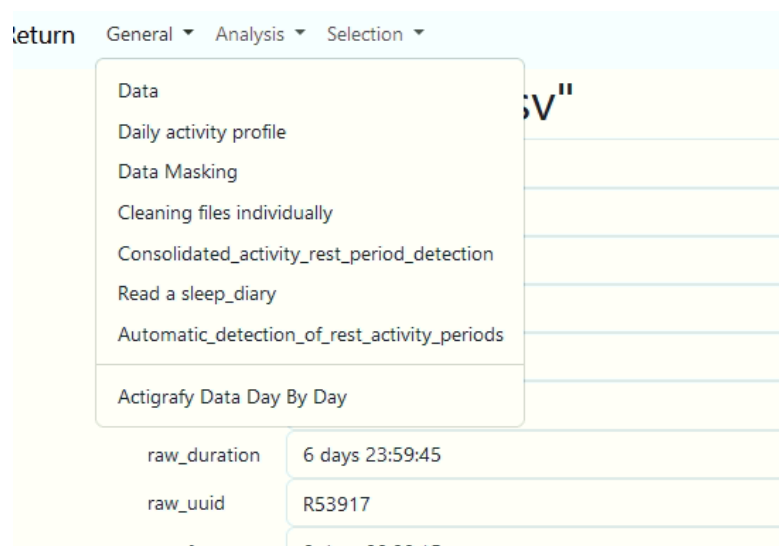 General Analysis Selection
sv"
Data
Daily activity profile
Data Masking
Cleaning files individually
Consolidated_activity_rest_period_detection
Read a sleep_diary
Automatic_detection_of_rest_activity_periods
Actigrafy Data Day By Day
raw_duration 6 days 23:59:45
raw_uuid R53917